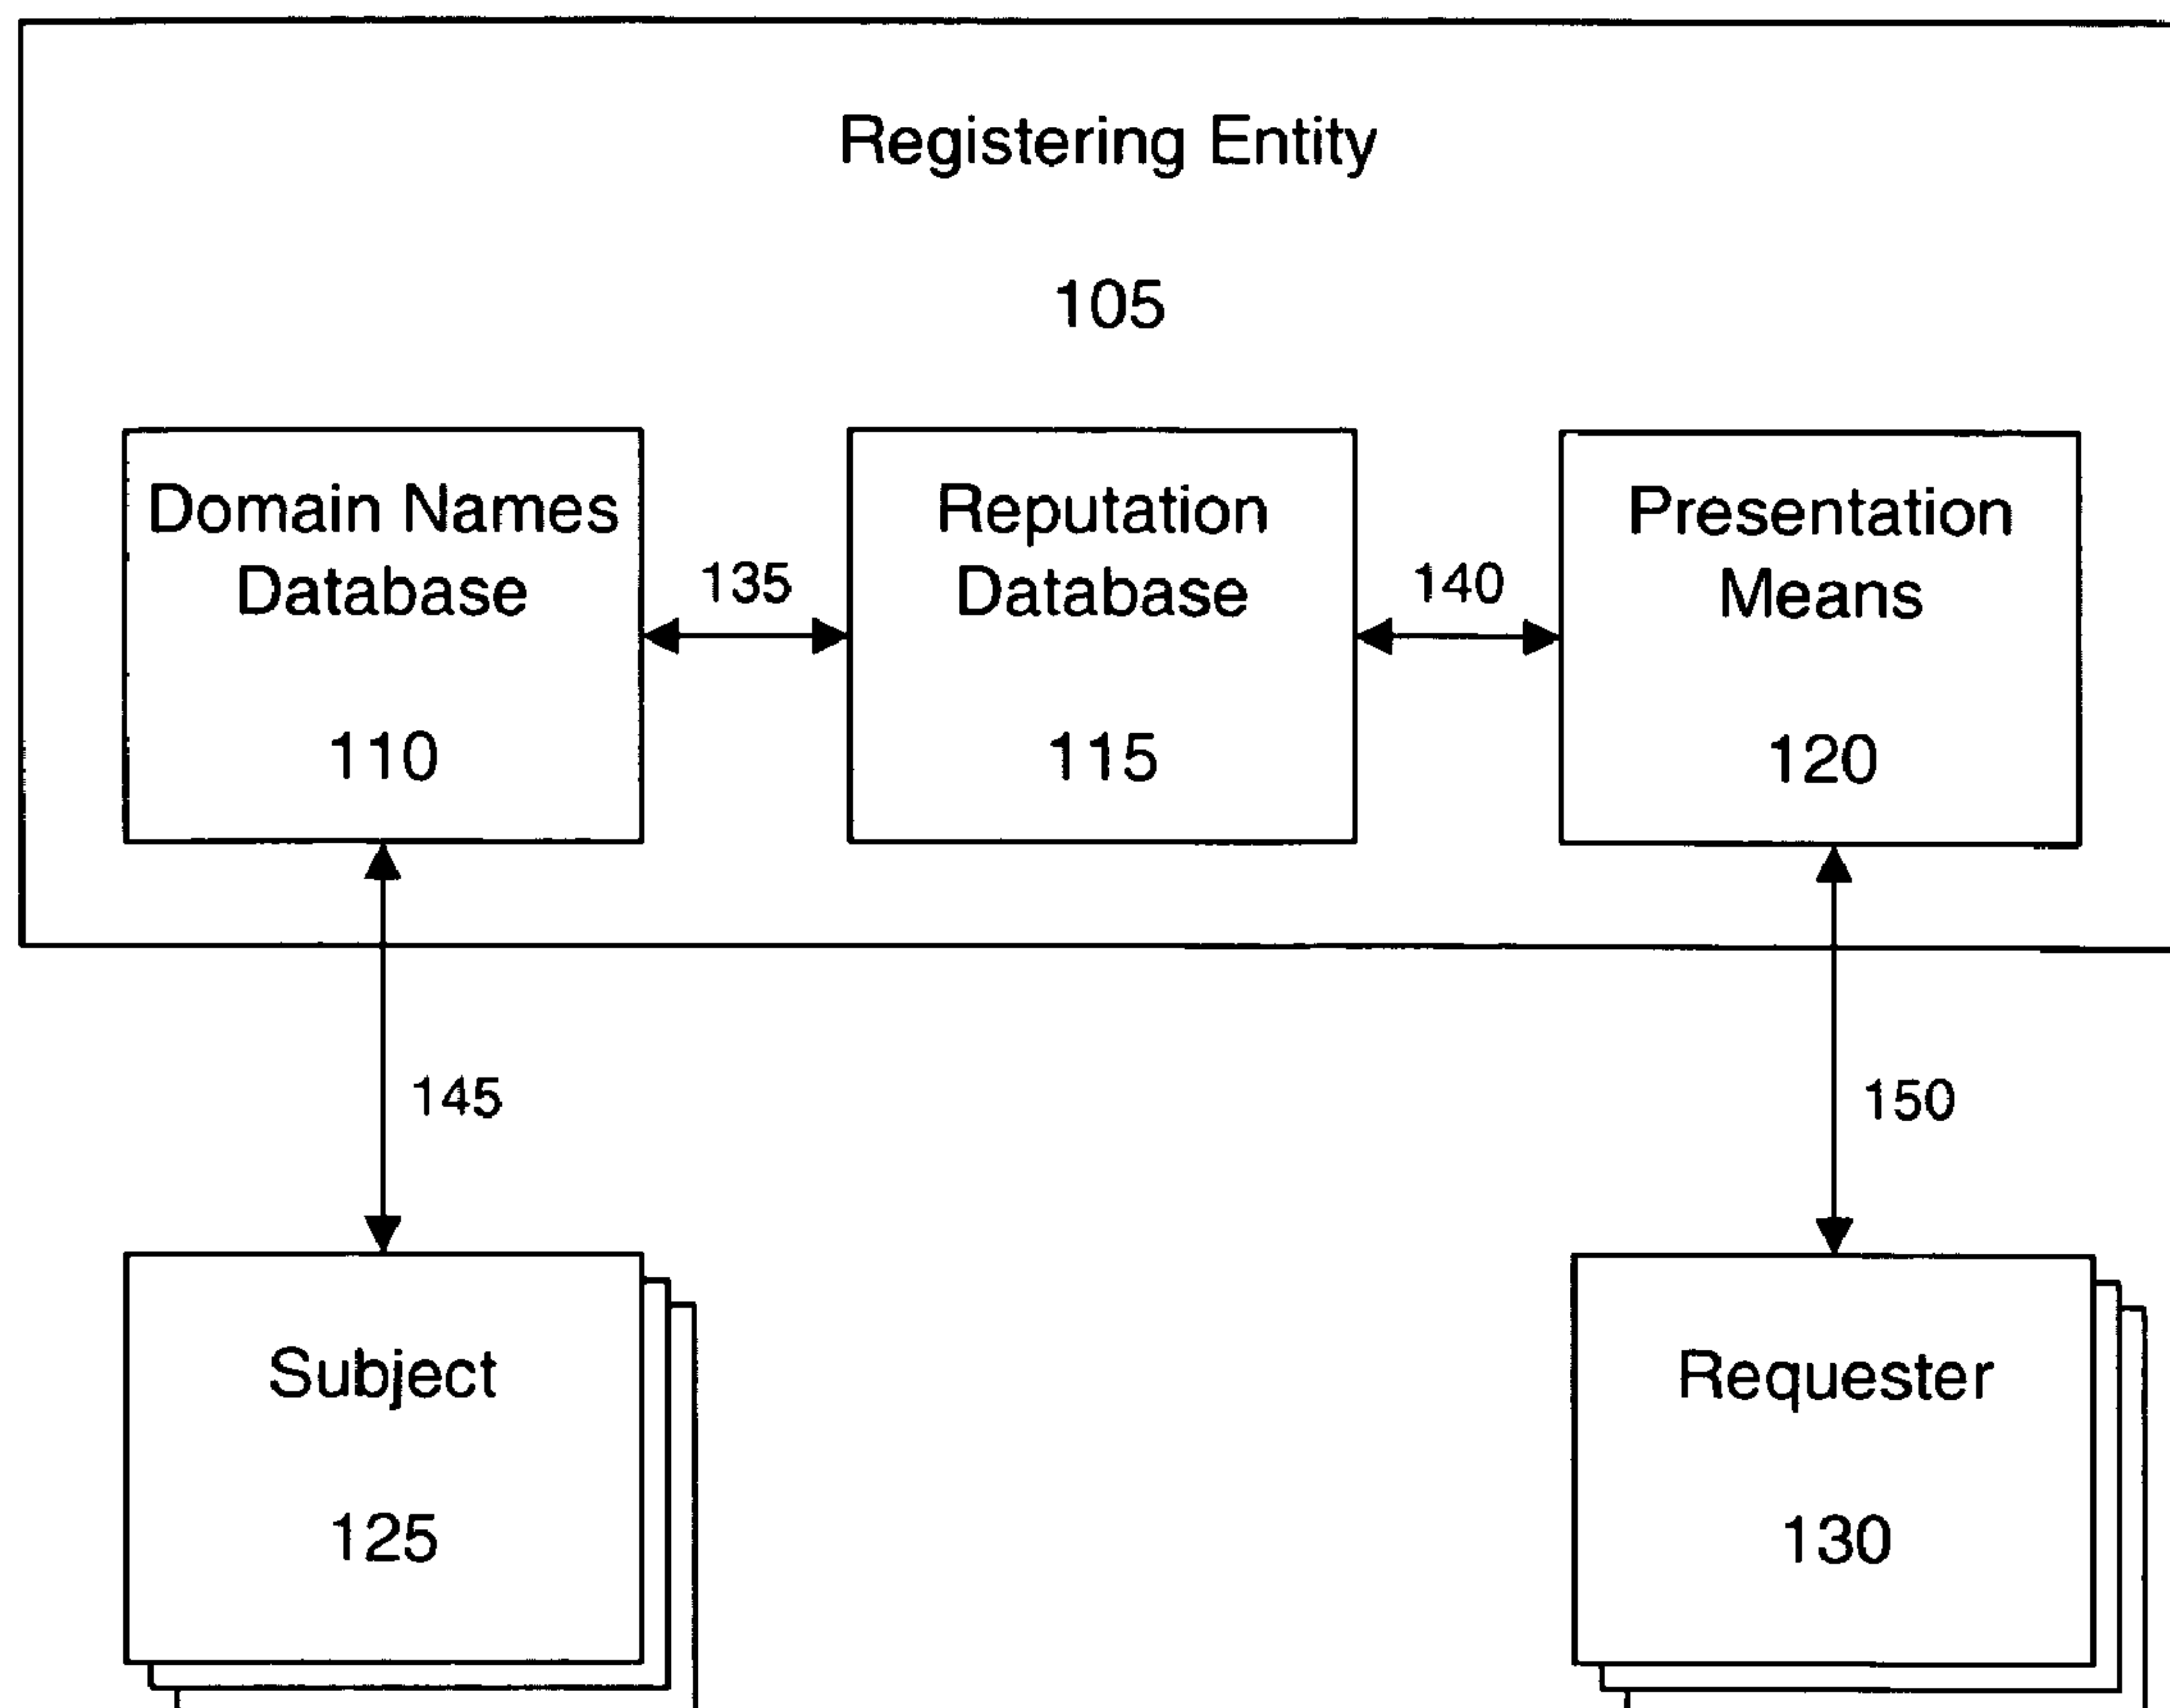 Registering Entity
105
Domain Names
Database
110
135
Reputation
Database
115
140
Presentation
Means
120
145
150
Subject
125
Requester
130